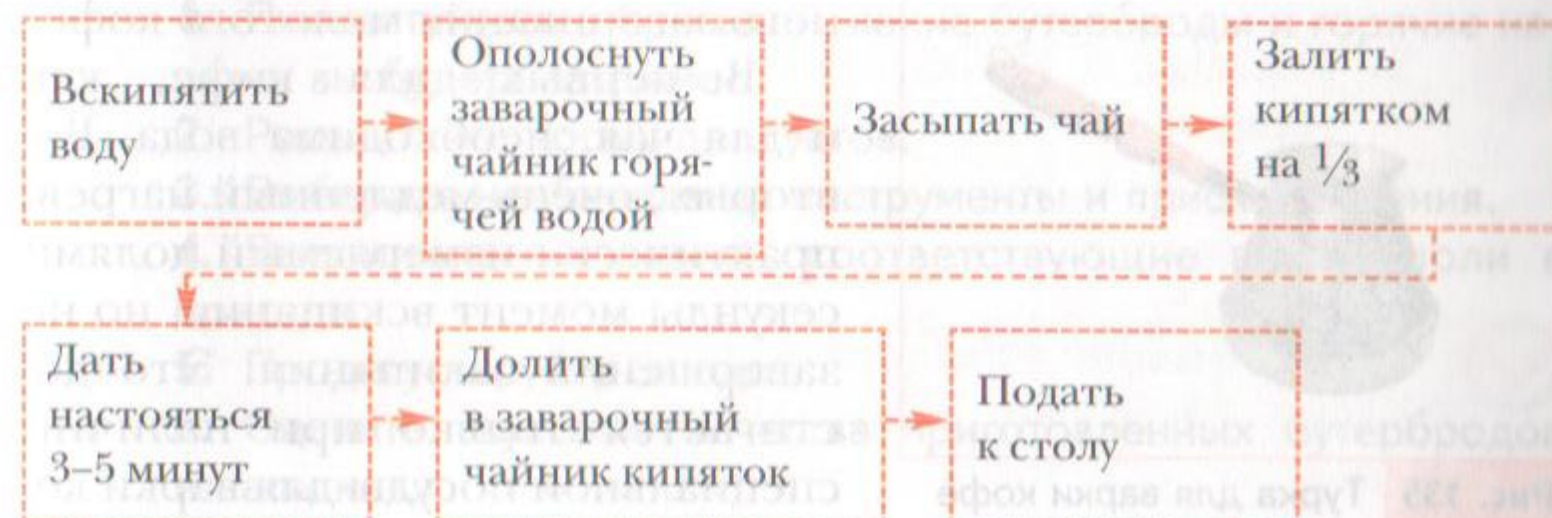 Вскипятить
воду
Ополоснуть
заварочный
чайник горя-
чей водой
Засыпать чай
Залить
кипятком
на 1/3
Дать
настояться
3–5 минут
Долить
в заварочный
чайник кипяток
Подать
к столу